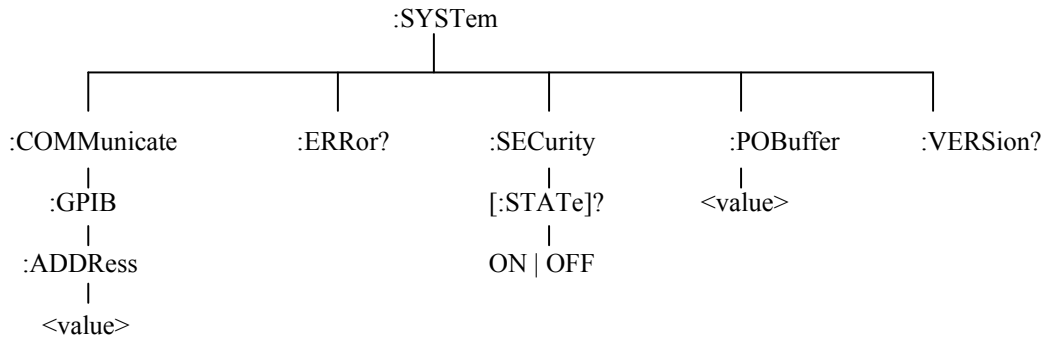 :SYSTem
:COMMunicate :ERRor? :SECurity :POBuffer :VERSion?
:GPIB [:STATe]? <value>
:ADDRess ON | OFF
<value>